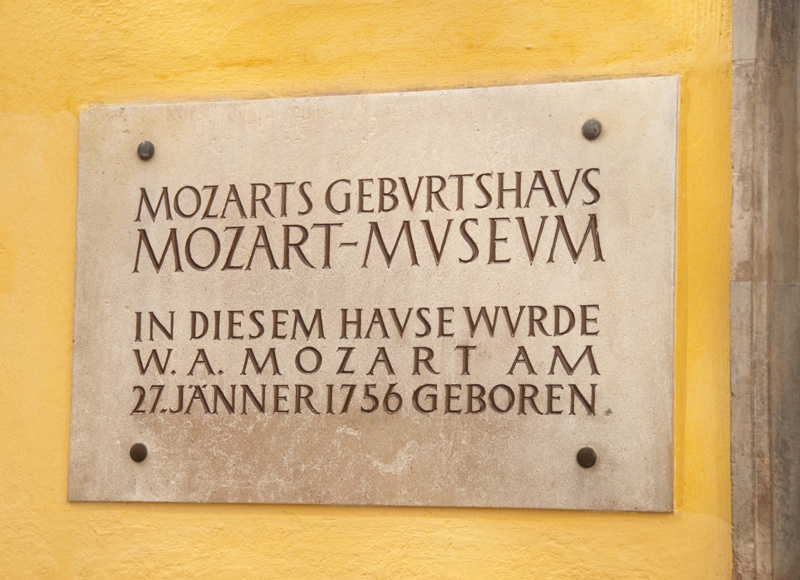 MOZARTS GEBVRTSHAVS
MOZART-MVSEVM
IN DIESEM HAVSE WVRDE
W. A. MOZART AM
27. JÄNNER 1756 GEBOREN.